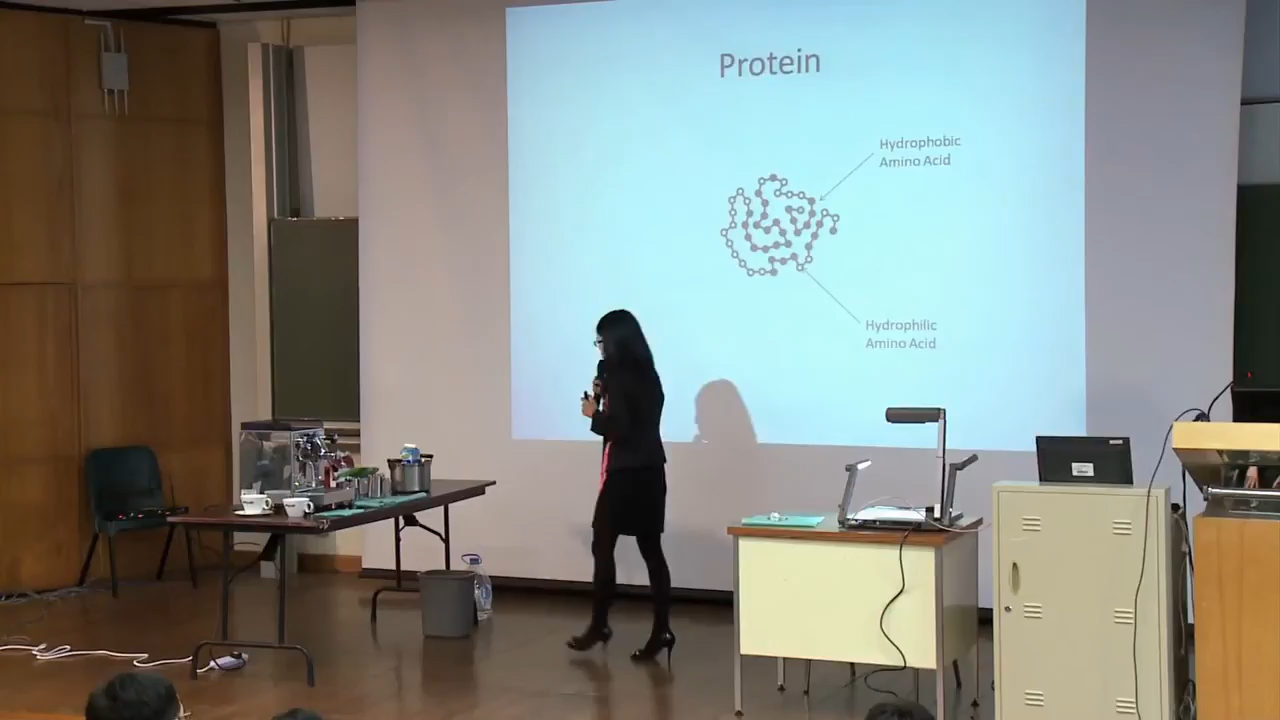 Protein
Hydrophobic
Amino Acid
Hydrophilic
Amino Acid